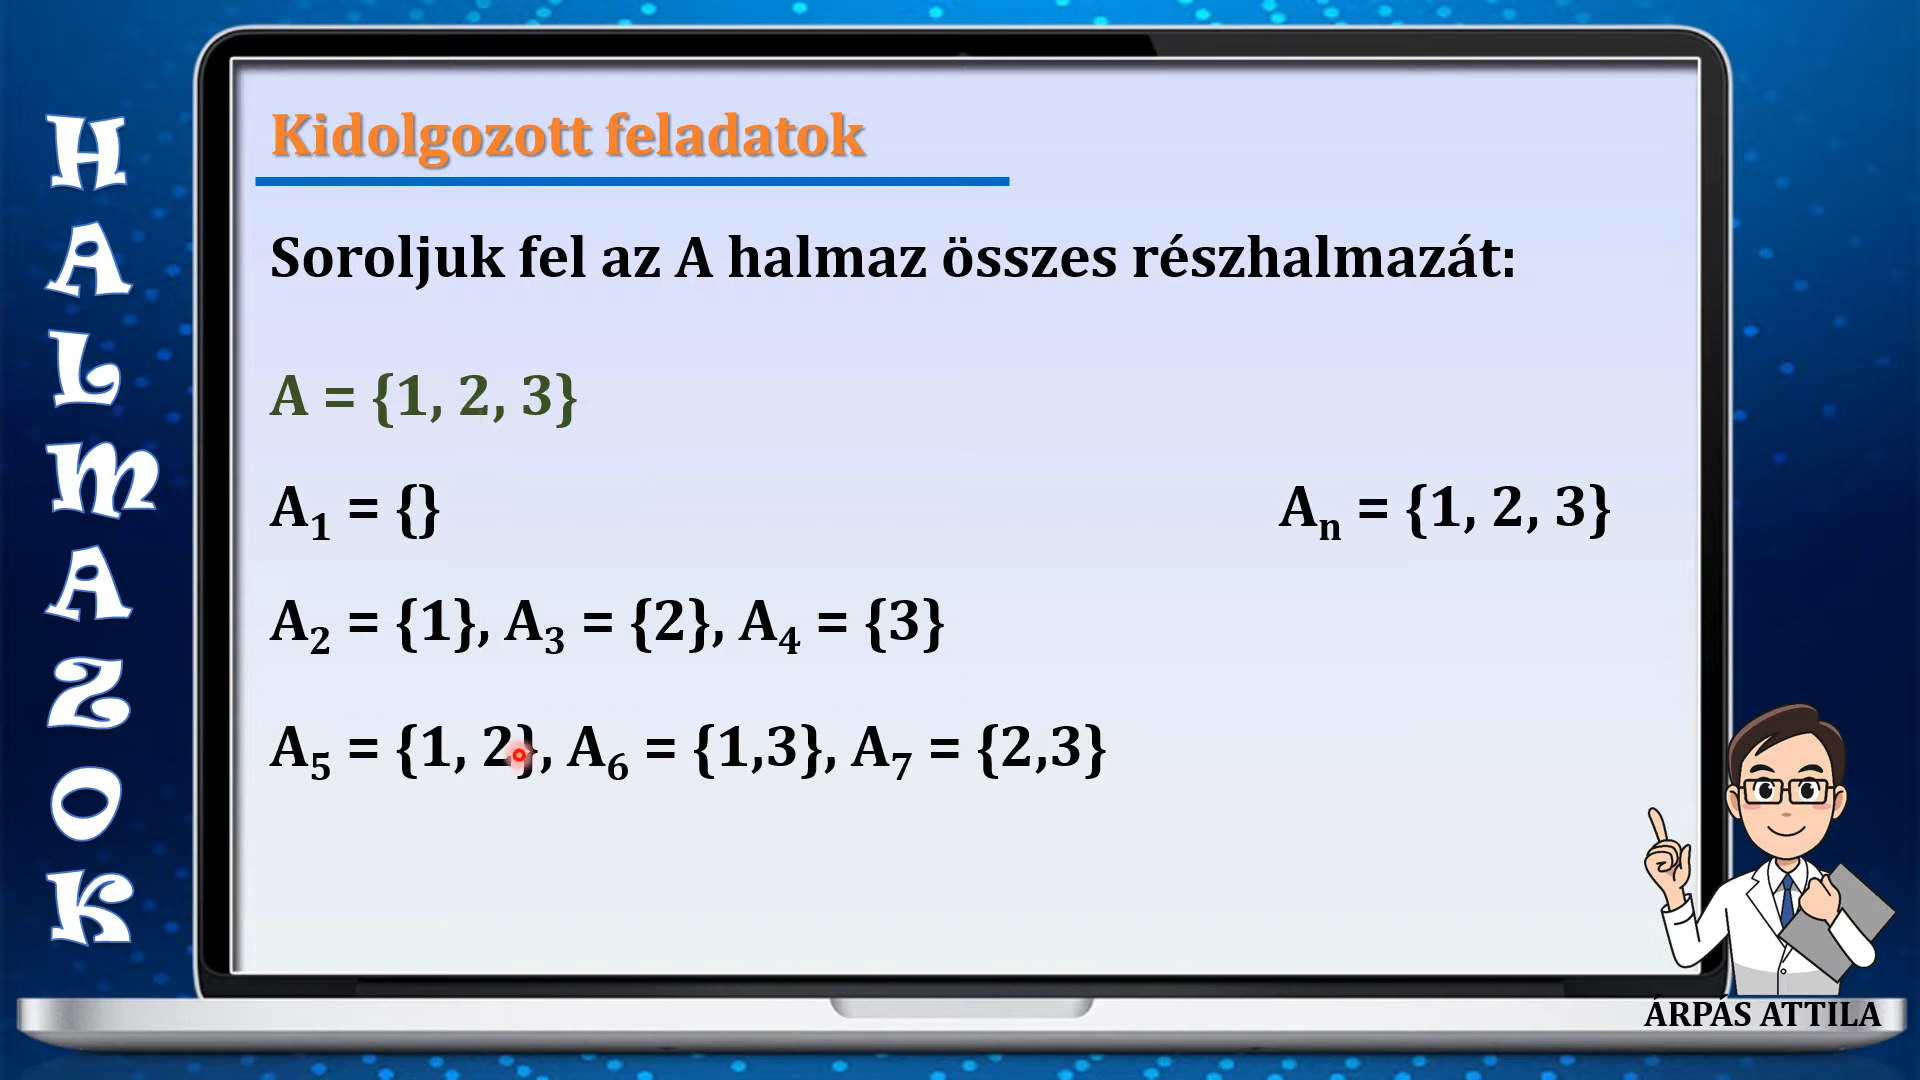 HALMAZOK
Kidolgozott feladatok
Soroljuk fel az A halmaz összes részhalmazát:
A = {1, 2, 3}
A₁ = {}
Aₙ = {1, 2, 3}
A₂ = {1}, A₃ = {2}, A₄ = {3}
A₅ = {1, 2}, A₆ = {1,3}, A₇ = {2,3}
ÁRPÁS ATTILA